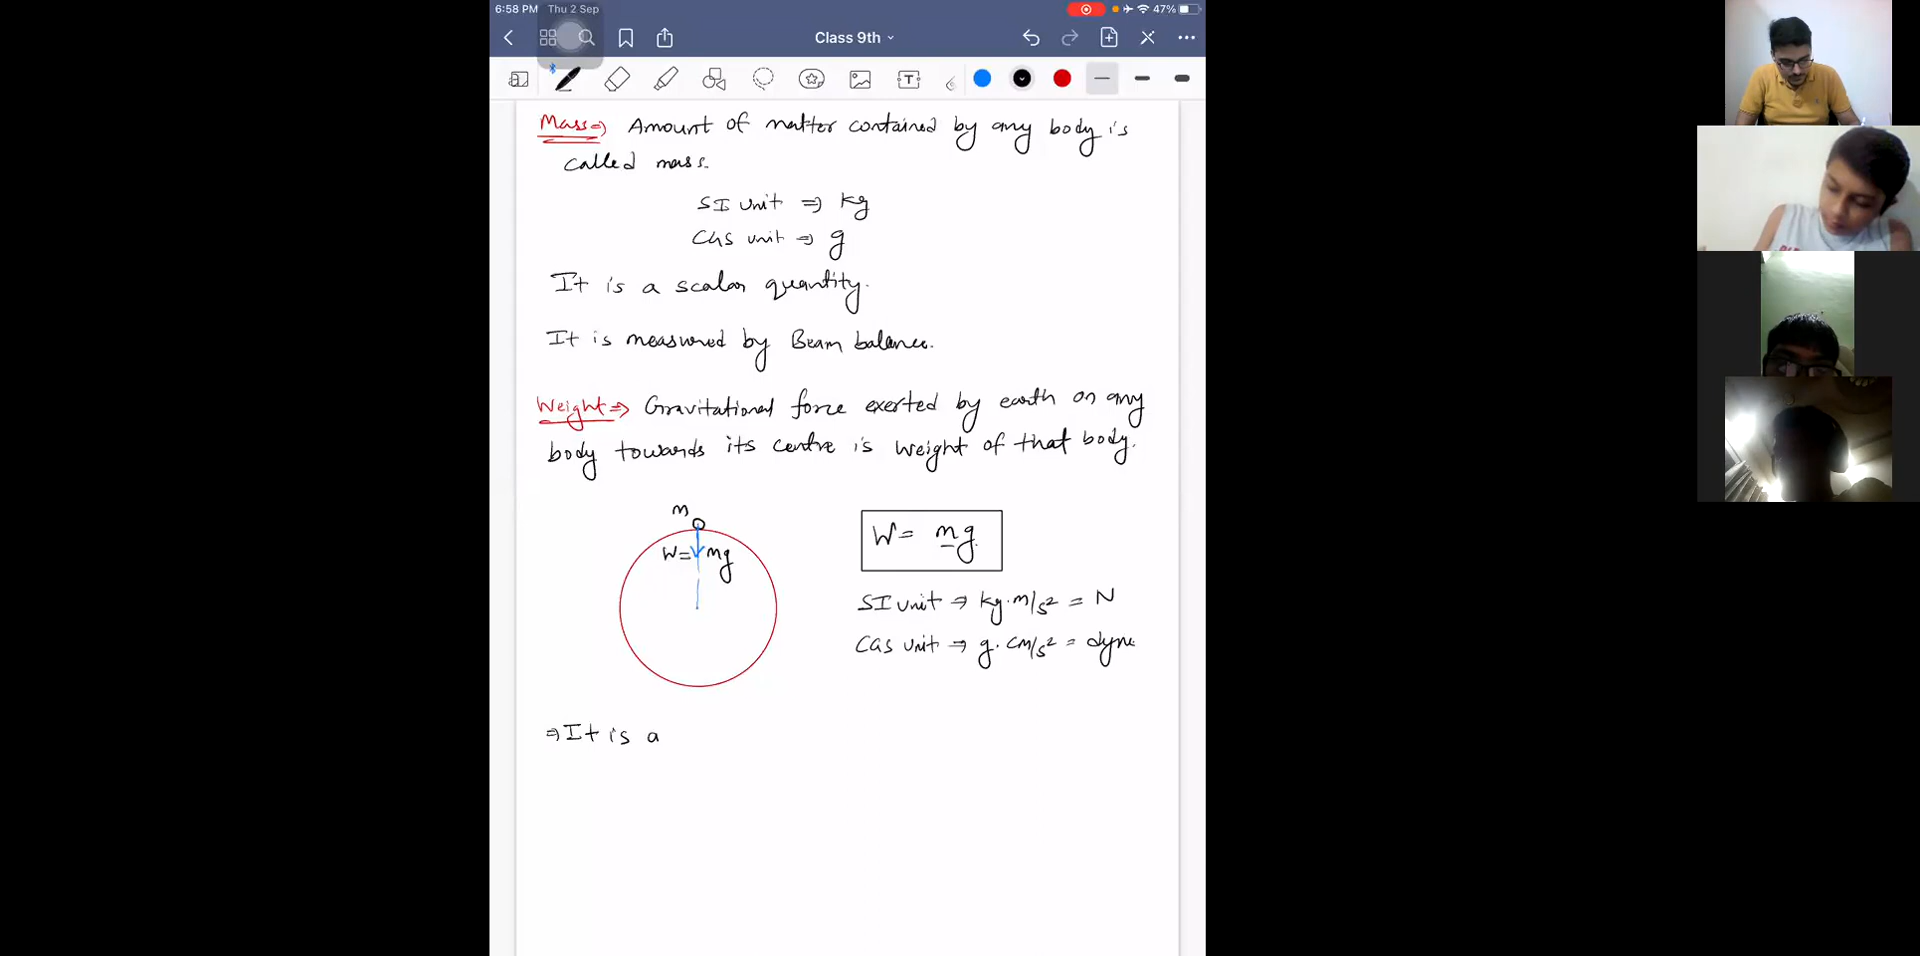 6:58 PM Thu 2 Sep
47%
Class 9th
T
Mass⇒ Amount of matter contained by any body is
called mass.
SI unit ⇒ kg
CGS unit ⇒ g
It is a scalar quantity.
It is measured by Beam balance.
Weight⇒ Gravitational force exerted by earth on any
body towards its centre is weight of that body.
m
W= mg
W = mg
SI unit ⇒ kg·m/s² = N
CGS unit ⇒ g·cm/s² = dyne
⇒It is a